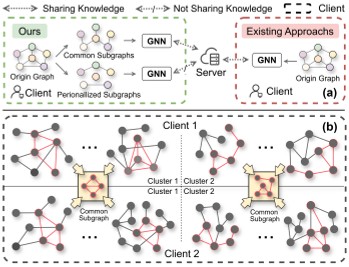 Sharing Knowledge
Not Sharing Knowledge
Client
Ours
Common Subgraphs
GNN
Origin Graph
Perionallized Subgraphs
GNN
Client
Server
Existing Approachs
GNN
Origin Graph
Client
(a)
Client 1
(b)
Cluster 1
Cluster 2
Cluster 1
Cluster 2
Common
Subgraph
Common
Subgraph
Client 2